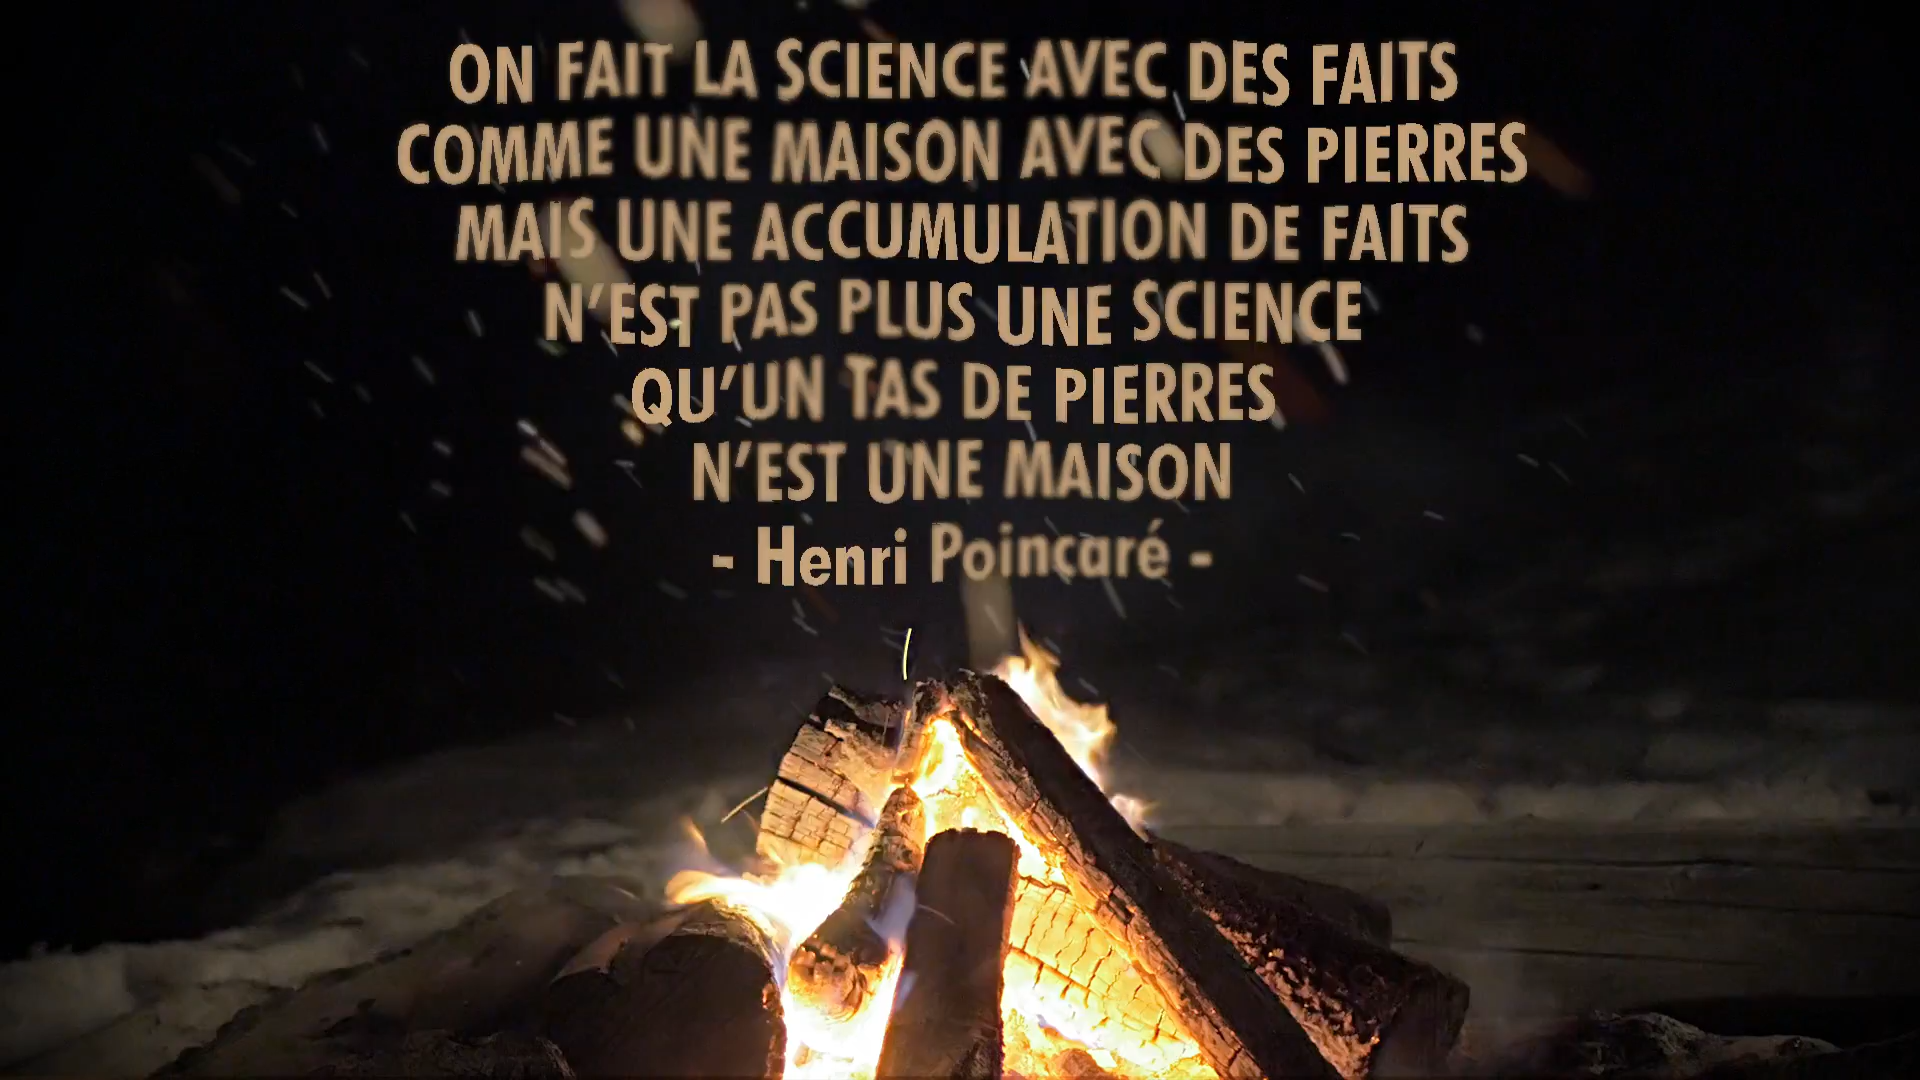 ON FAIT LA SCIENCE AVEC DES FAITS
COMME UNE MAISON AVEC DES PIERRES
MAIS UNE ACCUMULATION DE FAITS
N’EST PAS PLUS UNE SCIENCE
QU’UN TAS DE PIERRES
N’EST UNE MAISON
- Henri Poincaré -